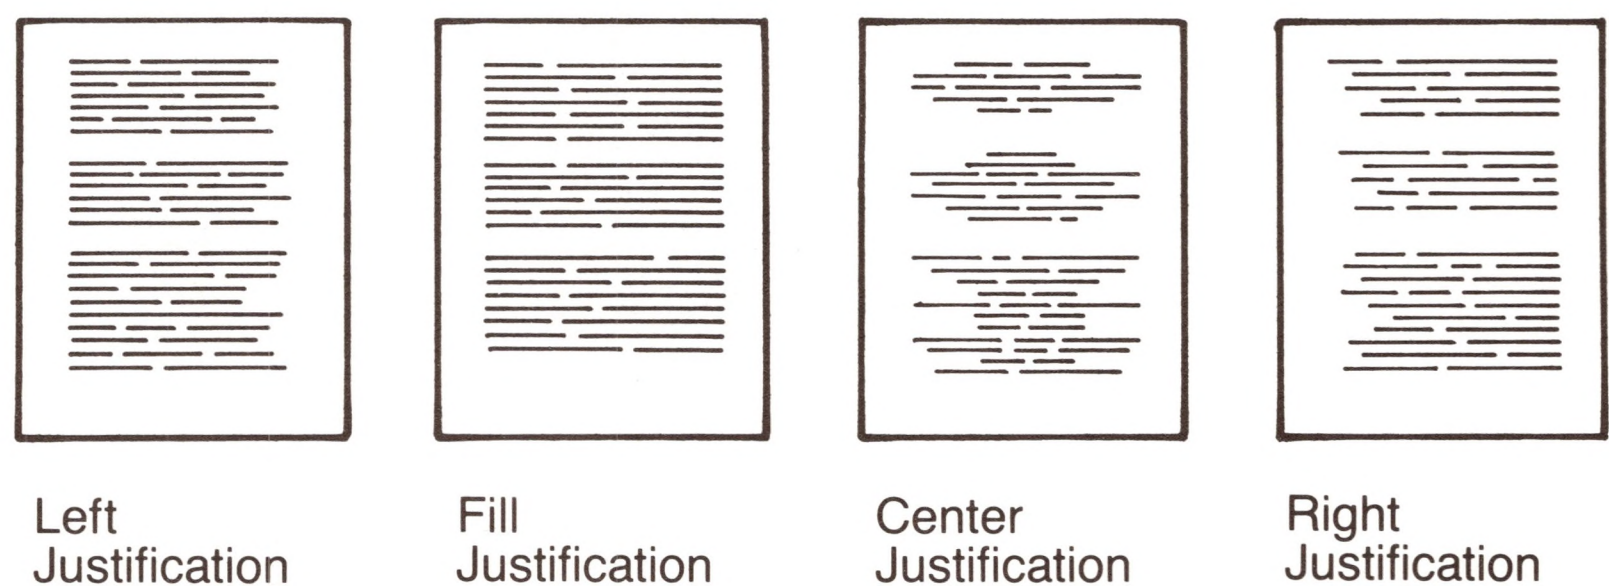 Left
Justification
Fill
Justification
Center
Justification
Right
Justification